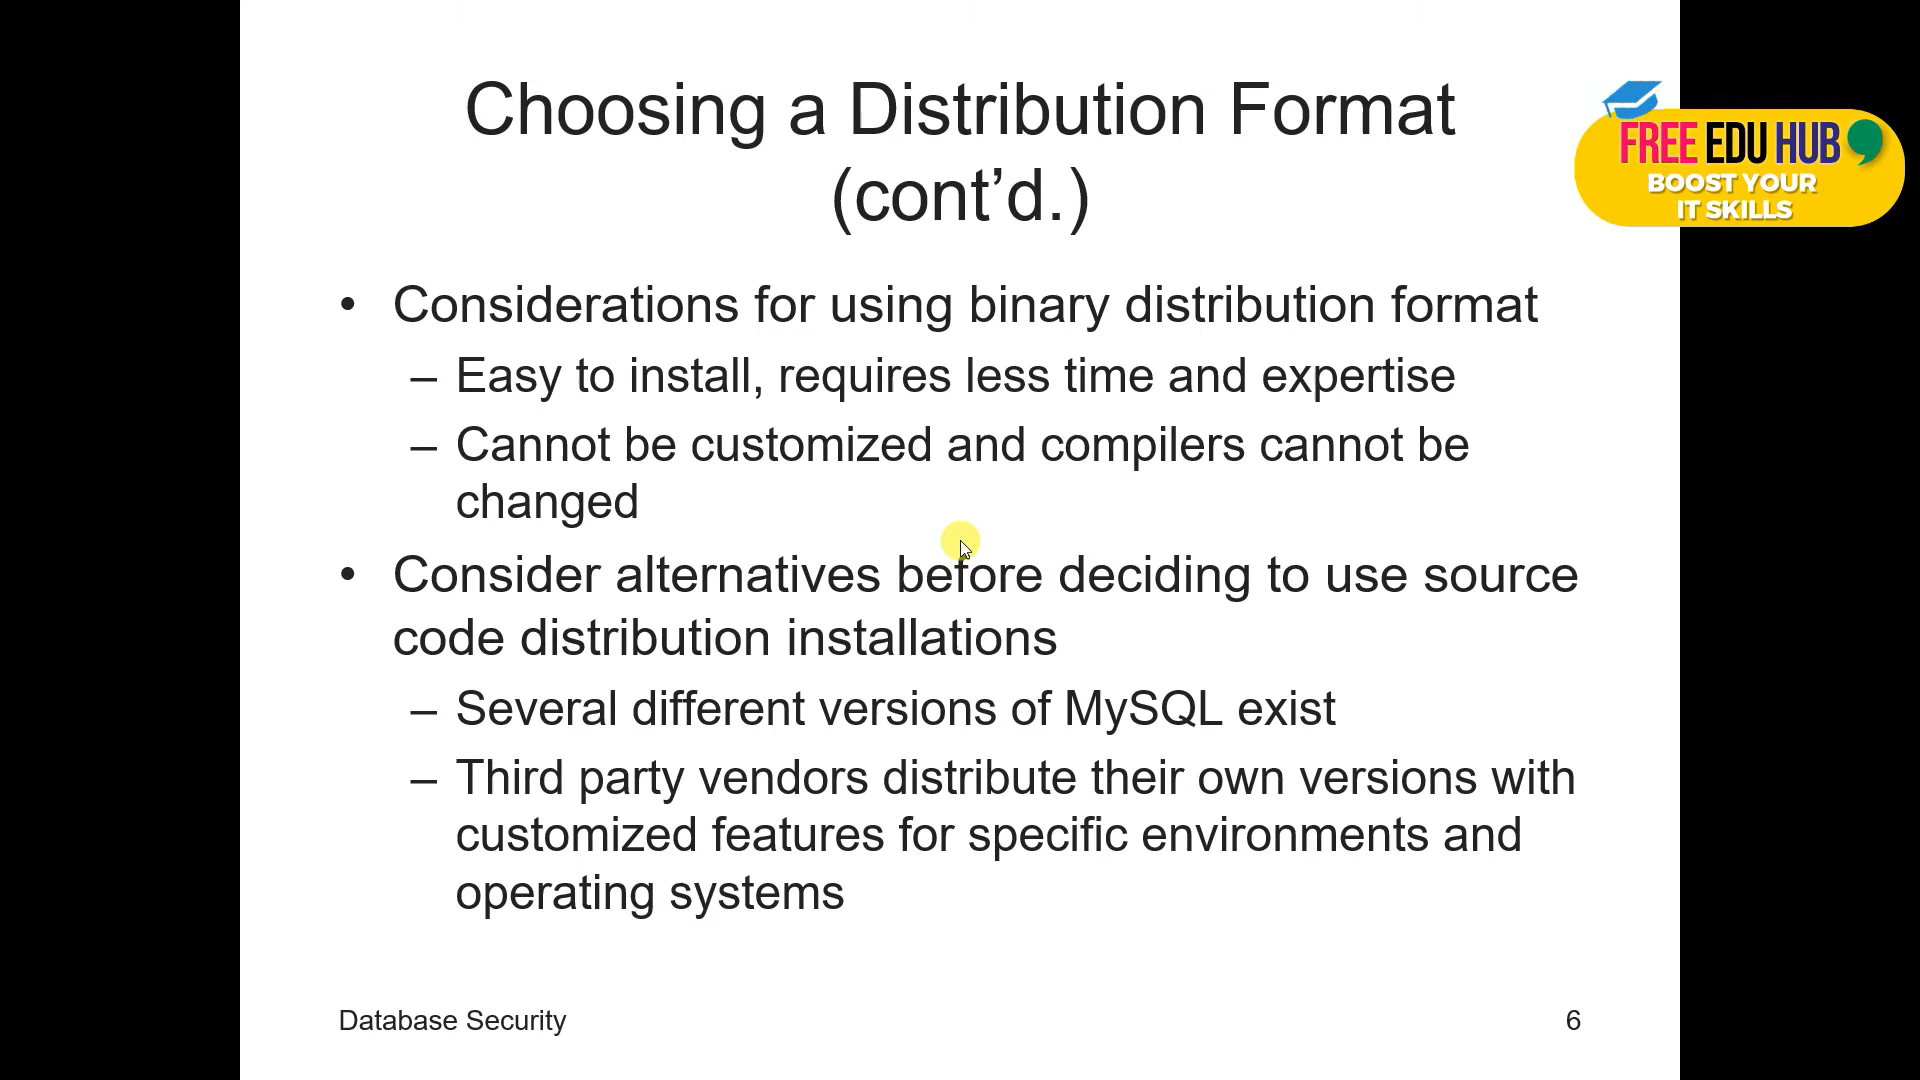 Choosing a Distribution Format
(cont’d.)
FREE EDU HUB
BOOST YOUR
IT SKILLS
• Considerations for using binary distribution format
– Easy to install, requires less time and expertise
– Cannot be customized and compilers cannot be
changed
• Consider alternatives before deciding to use source
code distribution installations
– Several different versions of MySQL exist
– Third party vendors distribute their own versions with
customized features for specific environments and
operating systems
Database Security
6